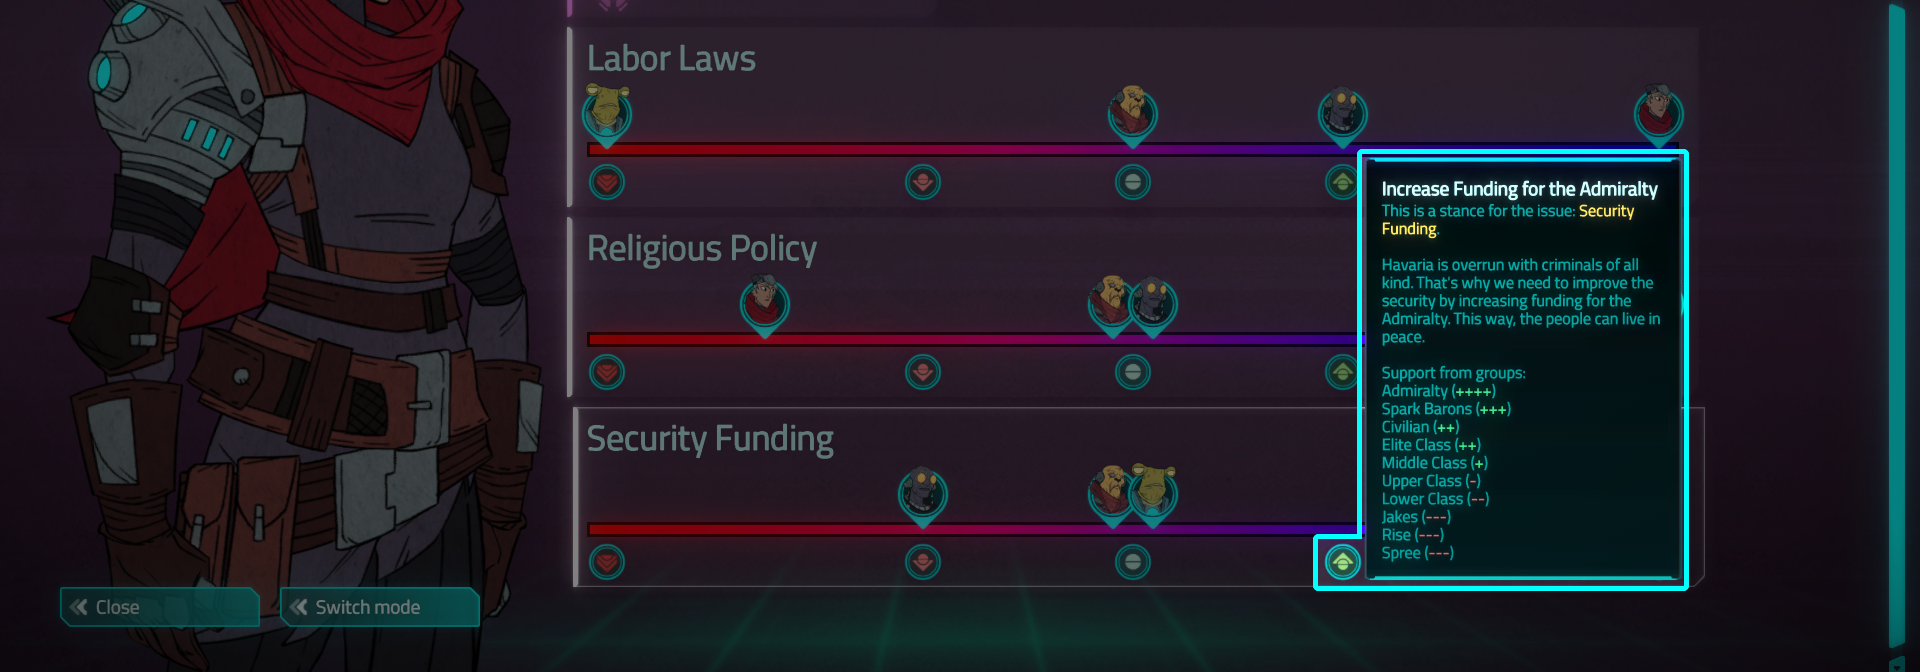 Labor Laws
Increase Funding for the Admiralty
This is a stance for the issue: Security
Funding.
Havaria is overrun with criminals of all
kind. That's why we need to improve the
security by increasing funding for the
Admiralty. This way, the people can live in
peace.
Support from groups:
Admiralty (++++)
Spark Barons (+++)
Civilian (++)
Elite Class (++)
Middle Class (+)
Upper Class (-)
Lower Class (--)
Jakes (---)
Rise (---)
Spree (---)
Religious Policy
Security Funding
Close
Switch mode